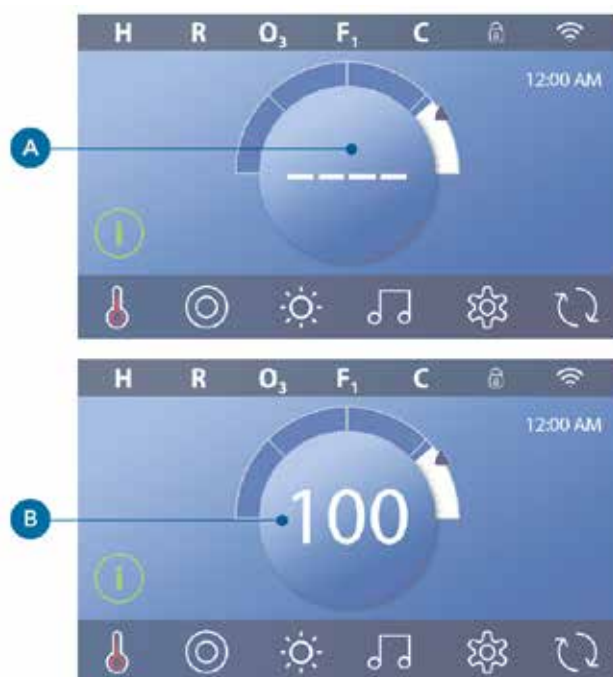 H R O₃ F₁ C
12:00 AM
A
----
i
H R O₃ F₁ C
12:00 AM
B
100
i